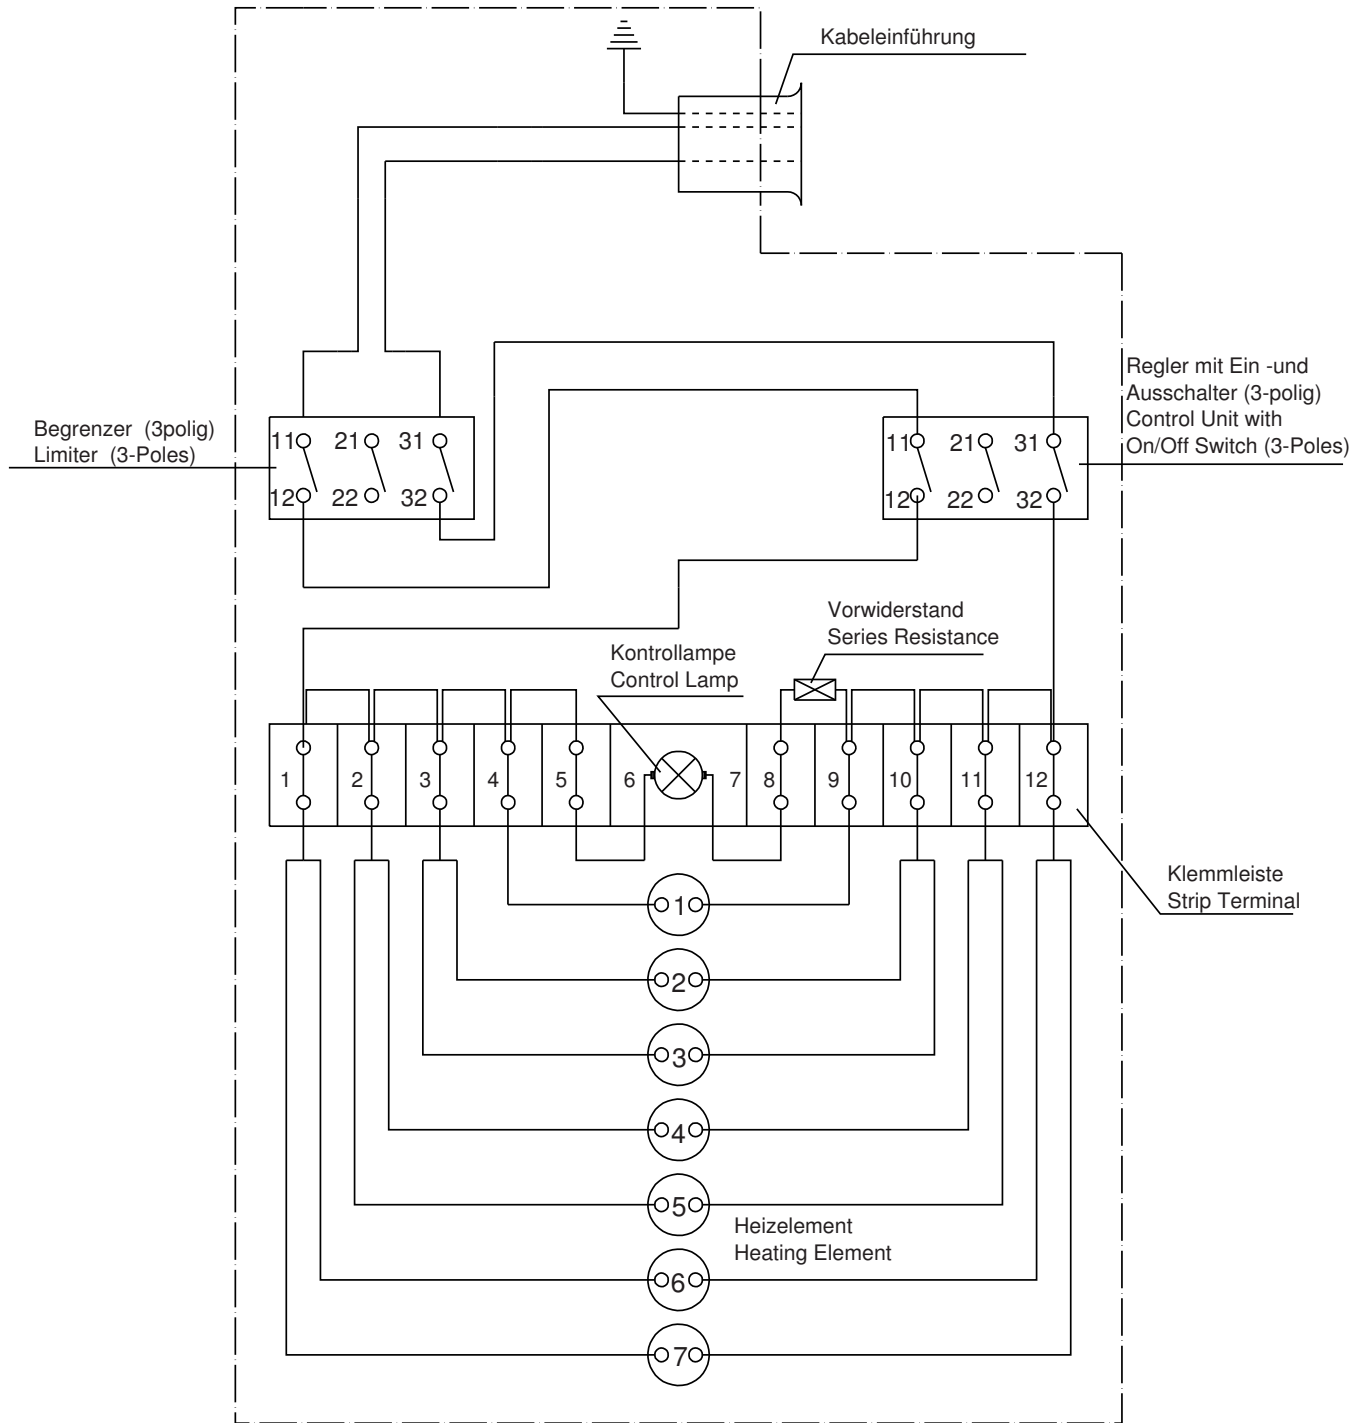 Kabeleinführung
Regler mit Ein -und
Ausschalter (3-polig)
Control Unit with
On/Off Switch (3-Poles)
Begrenzer (3polig)
Limiter (3-Poles)
11 21 31
12 22 32
11 21 31
12 22 32
Vorwiderstand
Series Resistance
Kontrollampe
Control Lamp
1 2 3 4 5 6 7 8 9 10 11 12
Klemmleiste
Strip Terminal
1
2
3
4
5
Heizelement
Heating Element
6
7